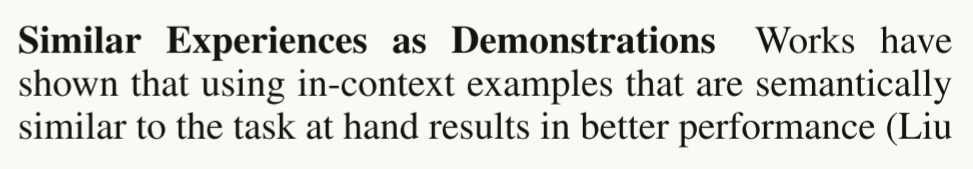 Similar Experiences as Demonstrations Works have
shown that using in-context examples that are semantically
similar to the task at hand results in better performance (Liu